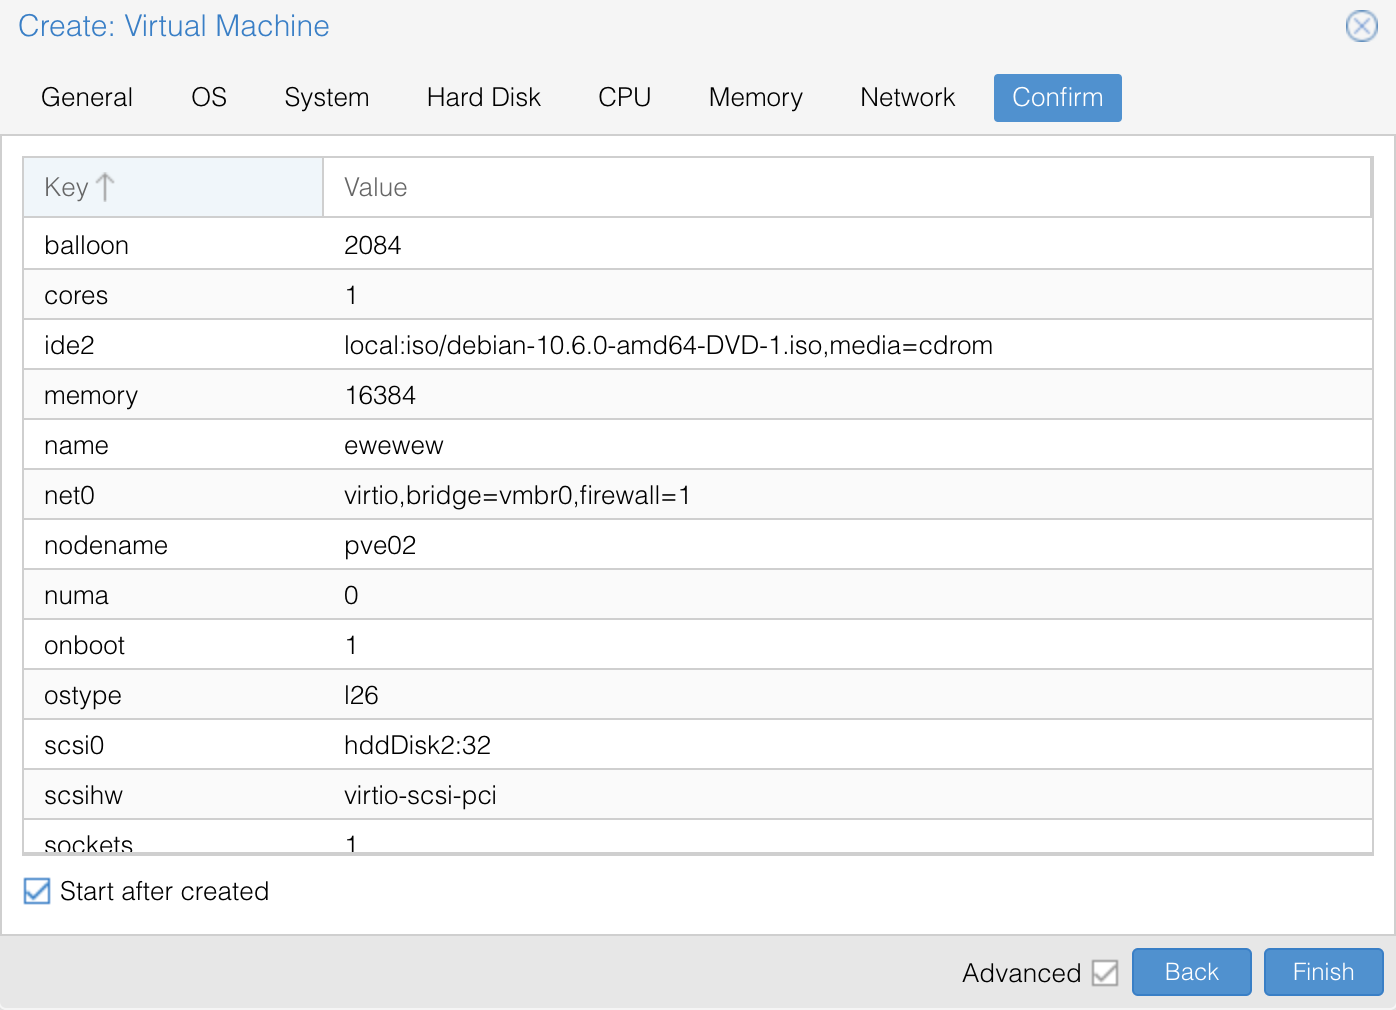 Create: Virtual Machine
General OS System Hard Disk CPU Memory Network Confirm
Key Value
balloon 2084
cores 1
ide2 local:iso/debian-10.6.0-amd64-DVD-1.iso,media=cdrom
memory 16384
name ewewew
net0 virtio,bridge=vmbr0,firewall=1
nodename pve02
numa 0
onboot 1
ostype l26
scsi0 hddDisk2:32
scsihw virtio-scsi-pci
sockets 1
Start after created
Advanced Back Finish